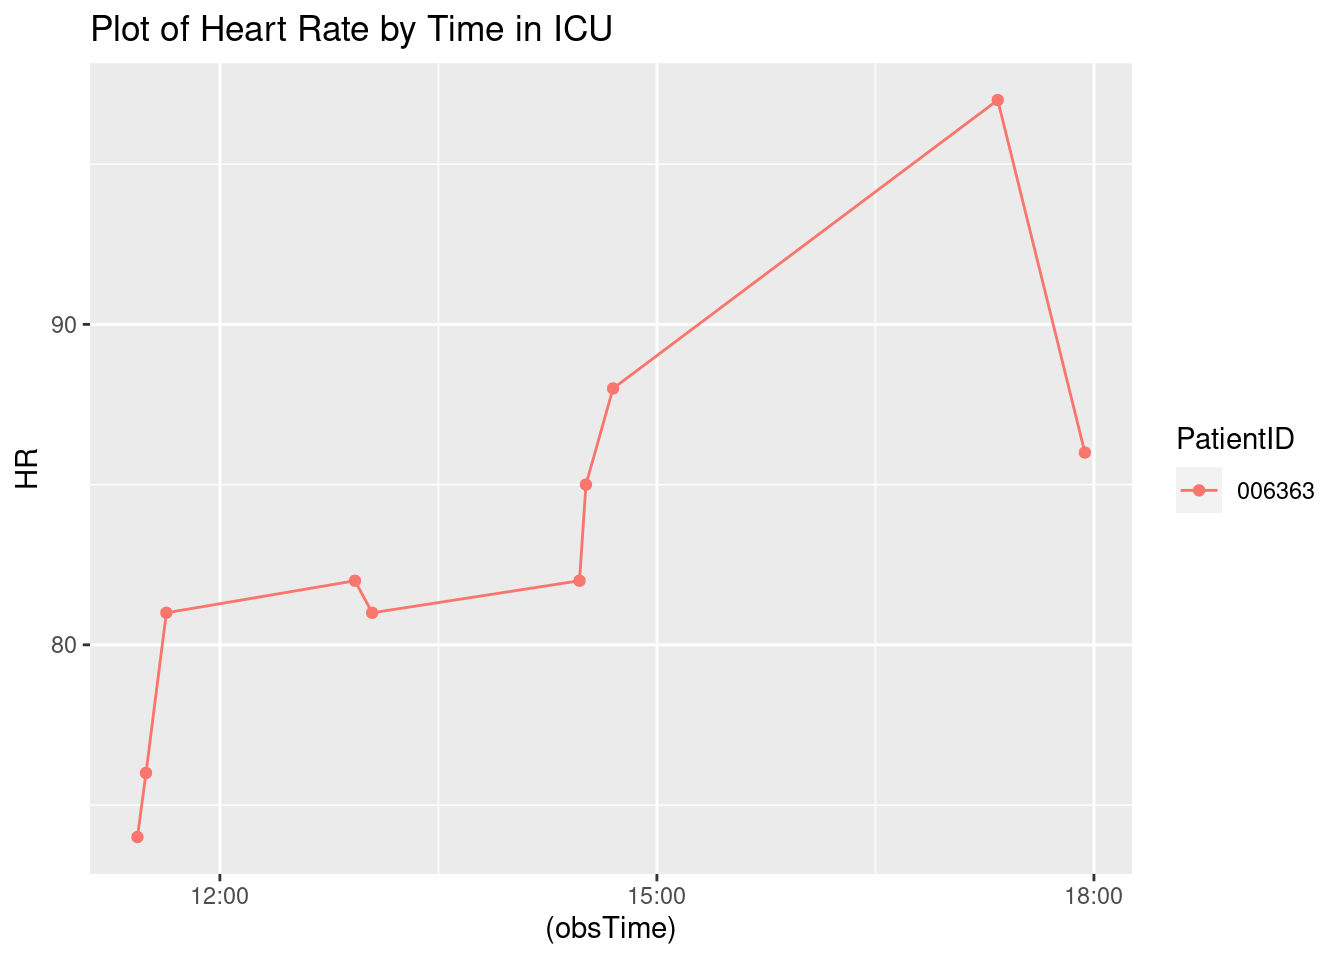 Plot of Heart Rate by Time in ICU
90
80
HR
12:00
15:00
18:00
(obsTime)
PatientID
006363